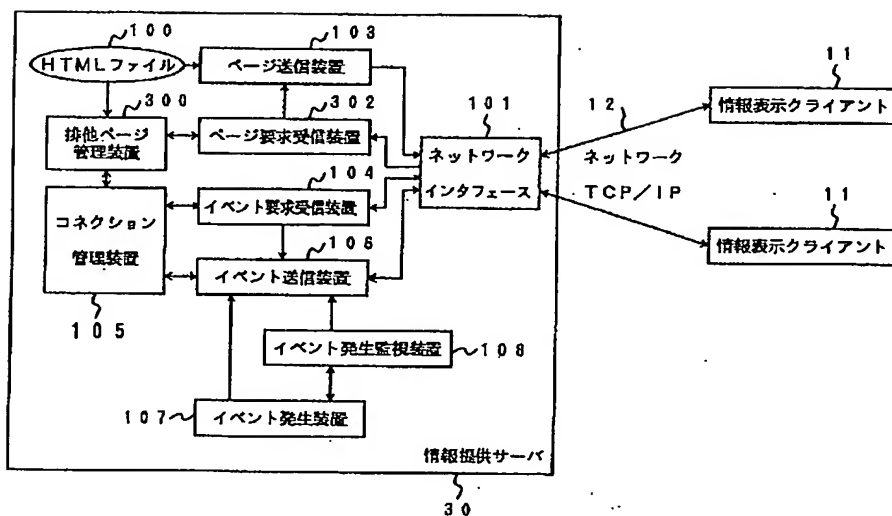 100
HTMLファイル
103
ページ送信装置
300
排他ページ
管理装置
302
ページ要求受信装置
104
イベント要求受信装置
コネクション
管理装置
105
106
イベント送信装置
イベント発生監視装置
108
107
イベント発生装置
101
ネットワーク
インタフェース
12
ネットワーク
TCP/IP
11
情報表示クライアント
11
情報表示クライアント
情報提供サーバ
30